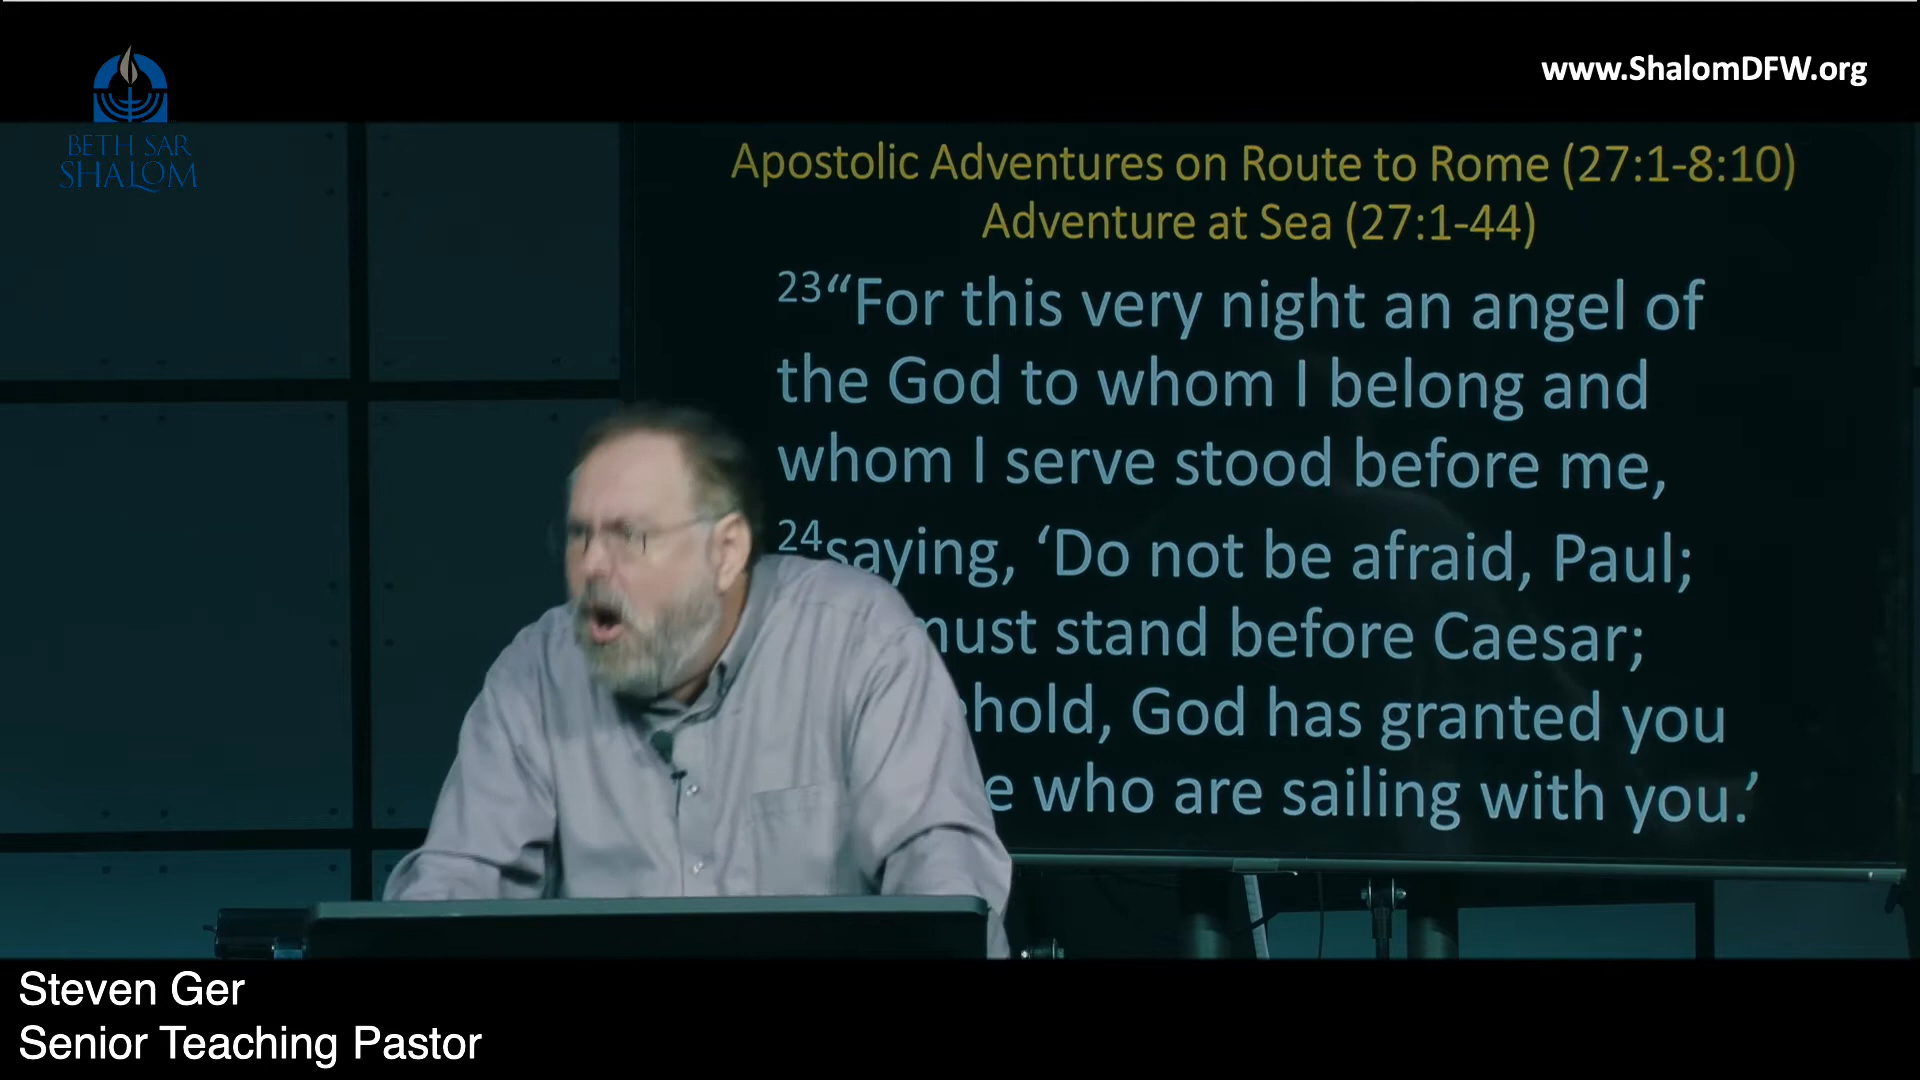 BETH SAR
SHALOM
www.ShalomDFW.org
Apostolic Adventures on Route to Rome (27:1-8:10)
Adventure at Sea (27:1-44)
23“For this very night an angel of
the God to whom I belong and
whom I serve stood before me,
24saying, ‘Do not be afraid, Paul;
stand before Caesar;
God has granted you
who are sailing with you.’
Steven Ger
Senior Teaching Pastor